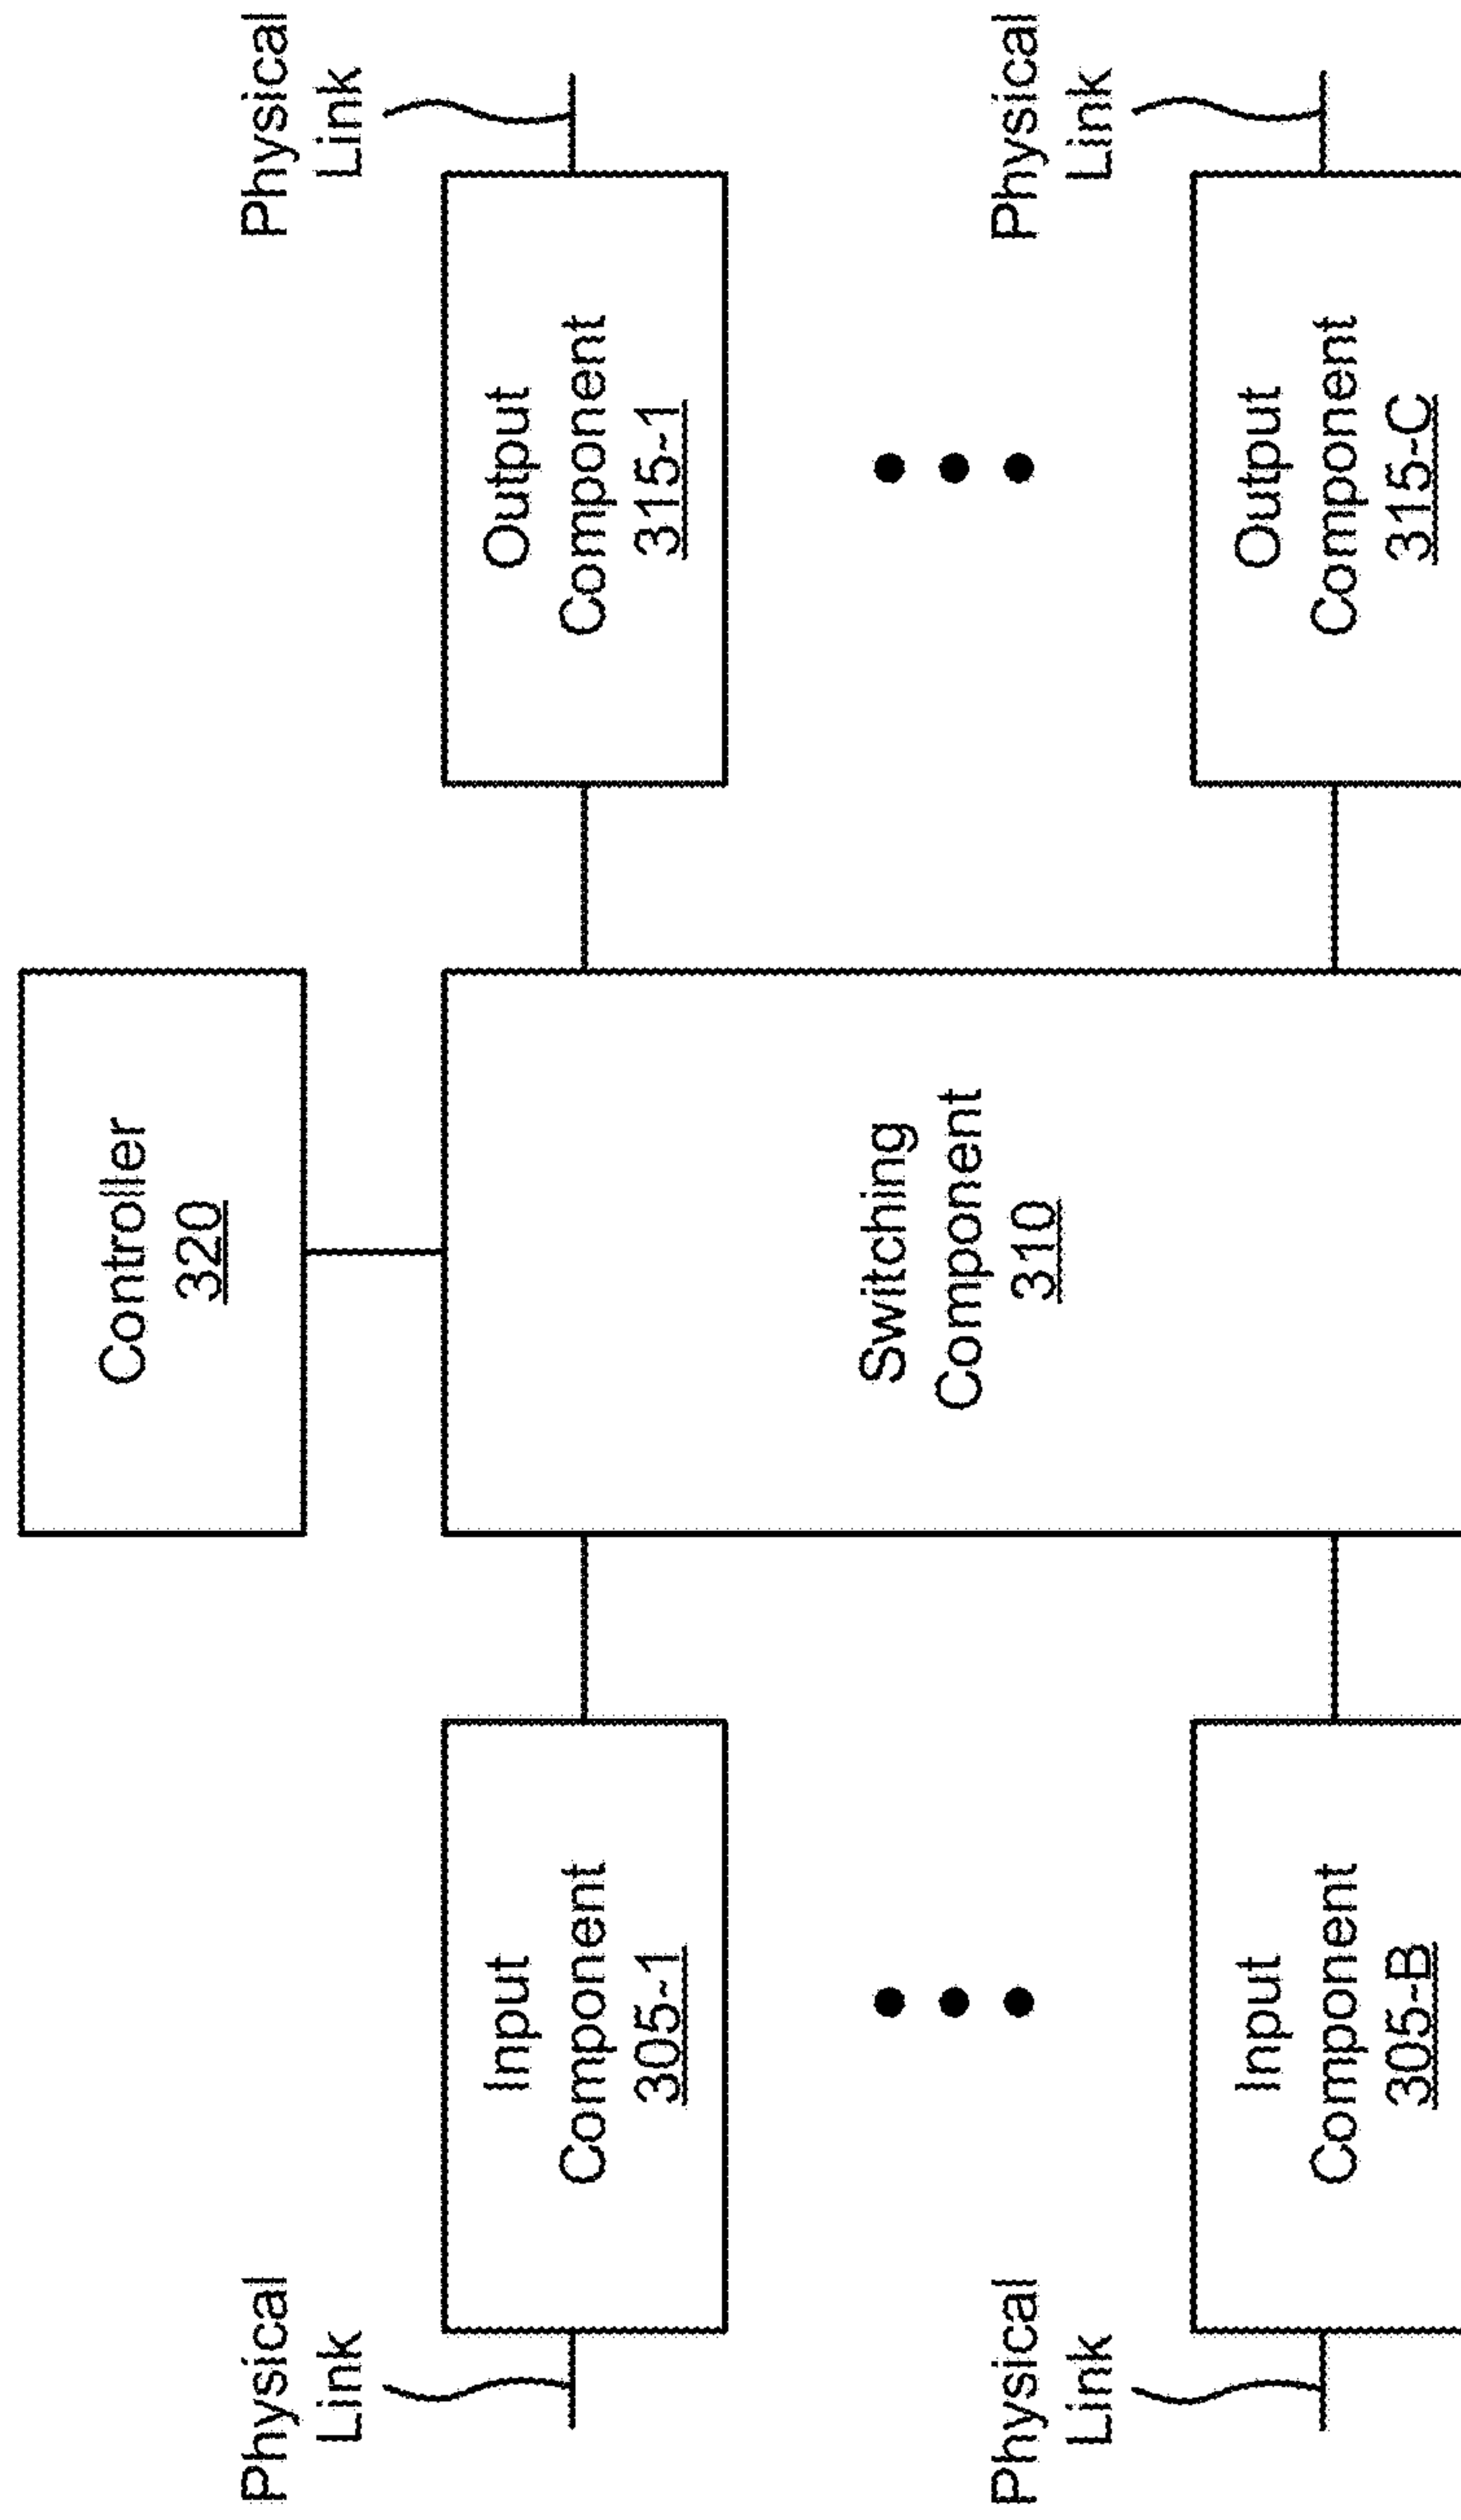 Controller
320
Physical
Link
Physical
Link
Input
Component
305-1
Switching
Component
310
Output
Component
315-1
Physical
Link
Physical
Link
Input
Component
305-B
Output
Component
315-C